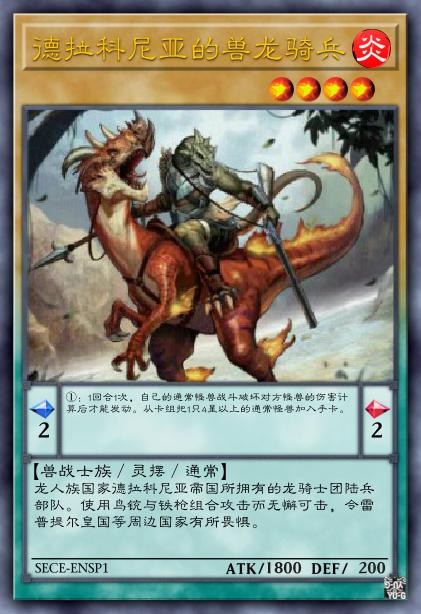 德拉科尼亚的兽龙骑兵 炎
①：1回合1次，自己的通常怪兽战斗破坏对方怪兽的伤害计
算后才能发动。从卡组把1只4星以上的通常怪兽加入手卡。
2
2
【兽战士族／灵摆／通常】
龙人族国家德拉科尼亚帝国所拥有的龙骑士团陆兵
部队。使用鸟铳与铁枪组合攻击而无懈可击，令雷
普提尔皇国等周边国家有所畏惧。
SECE-ENSP1 ATK/1800 DEF/ 200